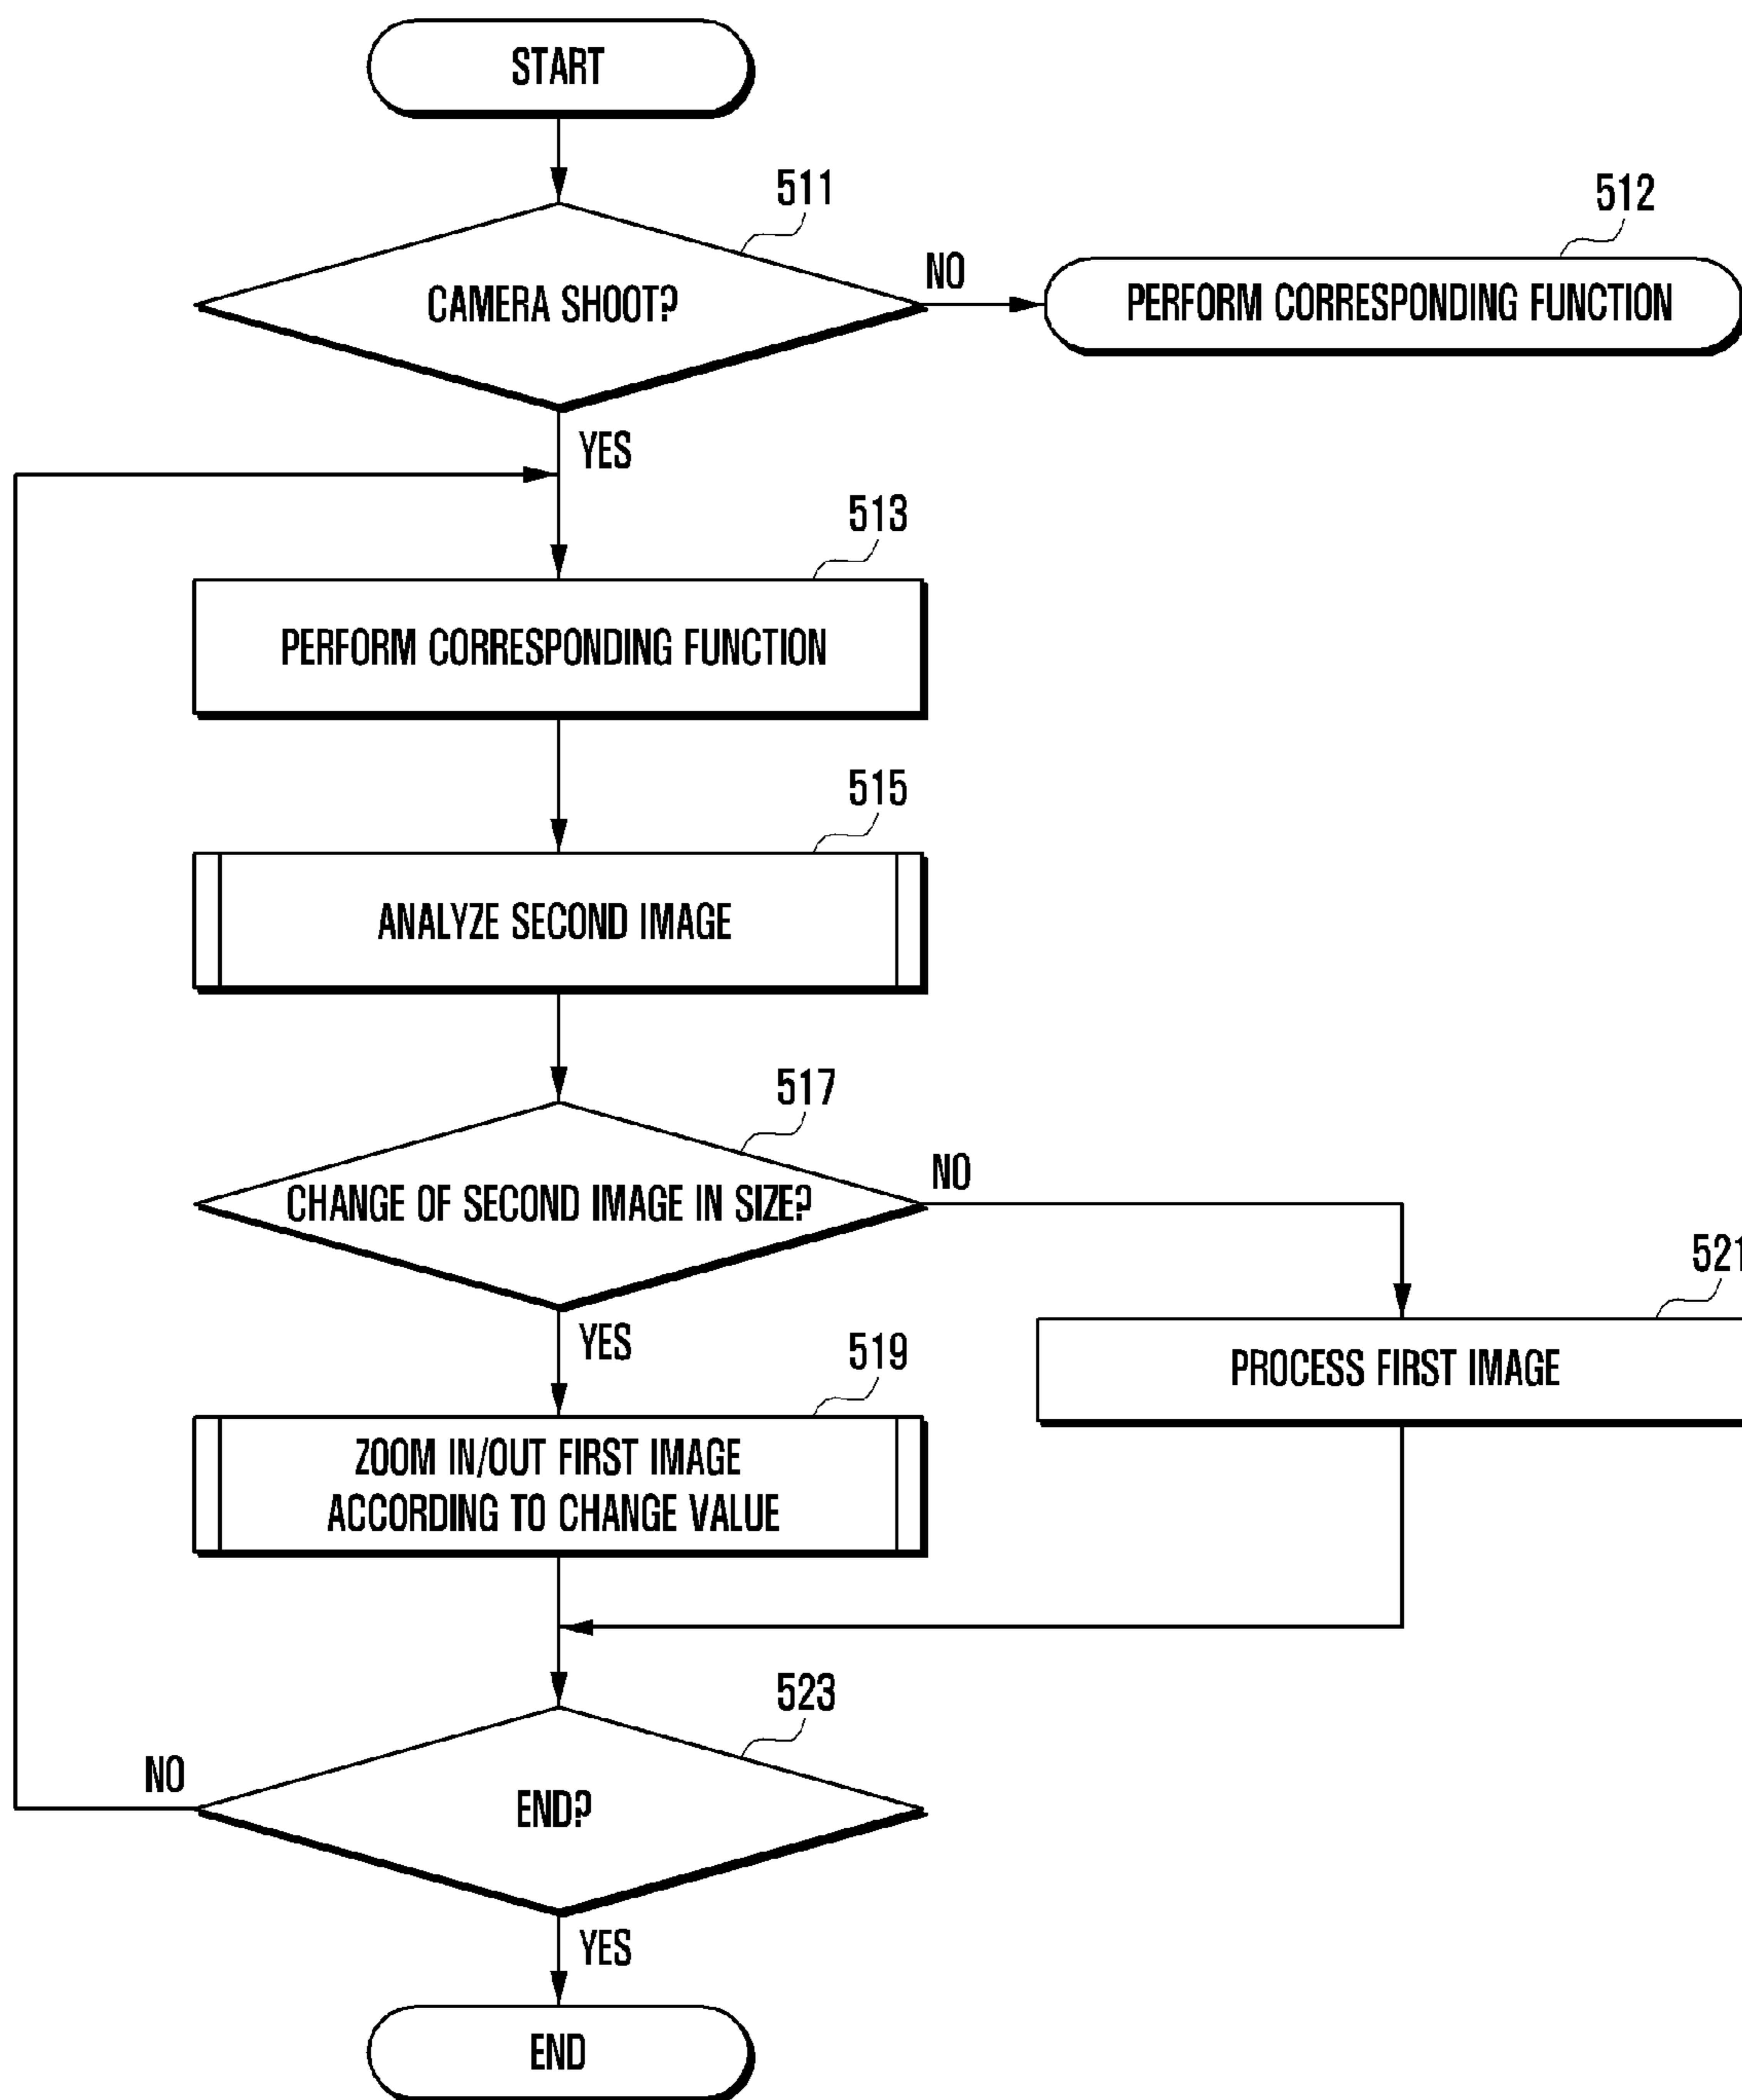 START
511
CAMERA SHOOT?
NO
512
PERFORM CORRESPONDING FUNCTION
YES
513
PERFORM CORRESPONDING FUNCTION
515
ANALYZE SECOND IMAGE
517
CHANGE OF SECOND IMAGE IN SIZE?
NO
521
PROCESS FIRST IMAGE
YES
519
ZOOM IN/OUT FIRST IMAGE
ACCORDING TO CHANGE VALUE
523
END?
NO
YES
END